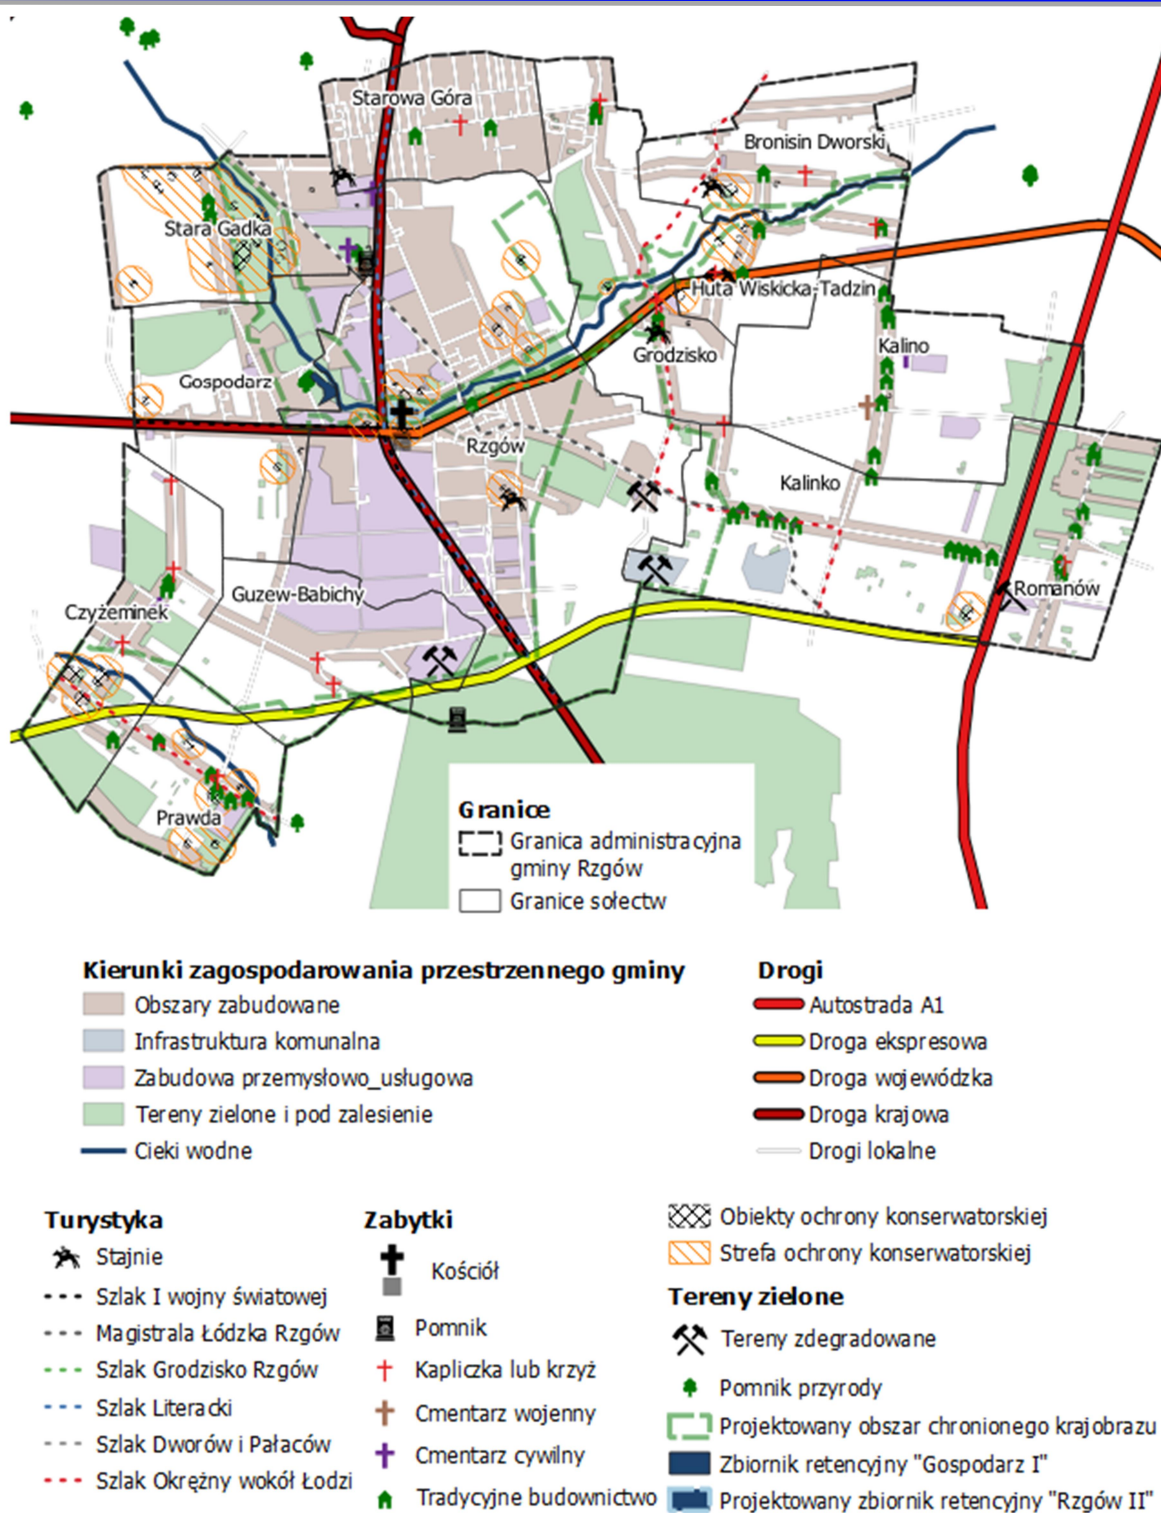 Starowa Góra
Bronisin Dworski
Stara Gadka
Huta Wiskicka-Tadzin
Grodzisko
Kalino
Gospodarz
Rzgów
Kalinko
Romanów
Guzew-Babichy
Czyżeminek
Prawda
Granice
Granica administracyjna
gminy Rzgów
Granice sołectw
Kierunki zagospodarowania przestrzennego gminy
Obszary zabudowane
Infrastruktura komunalna
Zabudowa przemysłowo_usługowa
Tereny zielone i pod zalesienie
Cieki wodne
Drogi
Autostrada A1
Droga ekspresowa
Droga wojewódzka
Droga krajowa
Drogi lokalne
Turystyka
Stajnie
Szlak I wojny światowej
Magistrala Łódzka Rzgów
Szlak Grodzisko Rzgów
Szlak Literacki
Szlak Dworów i Pałaców
Szlak Okrężny wokół Łodzi
Zabytki
Kościół
Pomnik
Kapliczka lub krzyż
Cmentarz wojenny
Cmentarz cywilny
Tradycyjne budownictwo
Obiekty ochrony konserwatorskiej
Strefa ochrony konserwatorskiej
Tereny zielone
Tereny zdegradowane
Pomnik przyrody
Projektowany obszar chronionego krajobrazu
Zbiornik retencyjny "Gospodarz I"
Projektowany zbiornik retencyjny "Rzgów II"